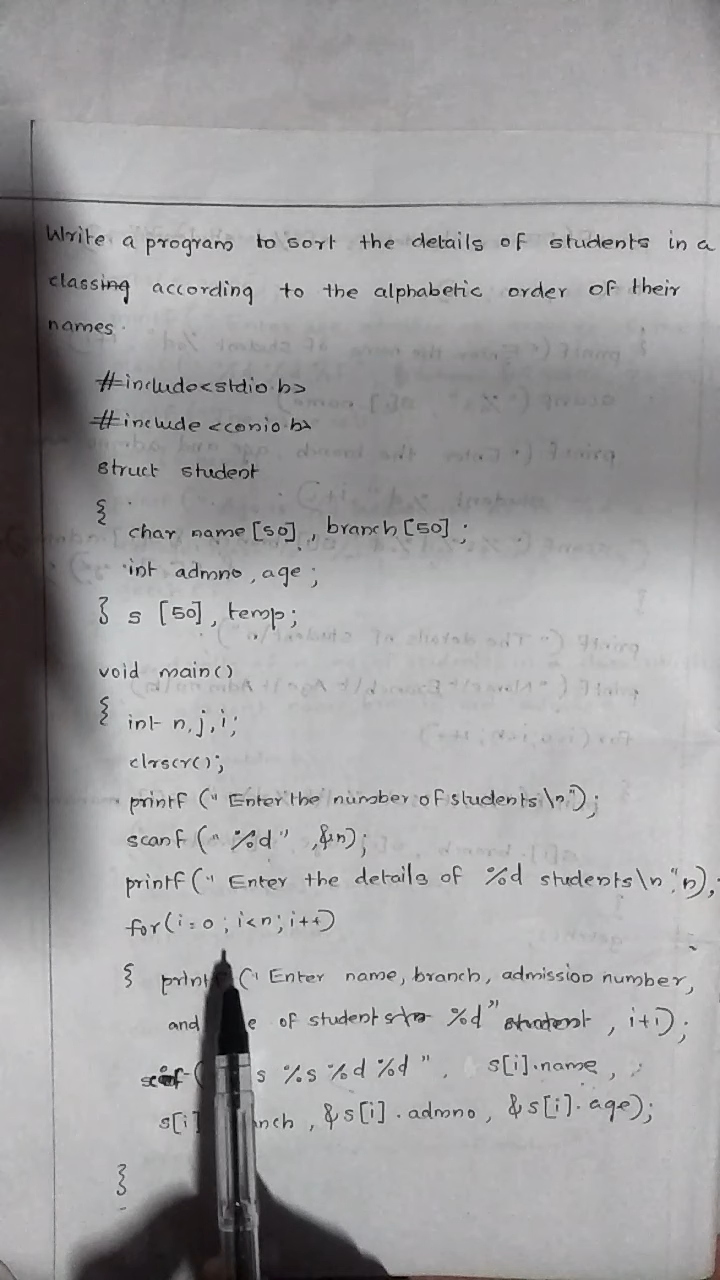 Write a program to sort the details of students in a
classing according to the alphabetic order of their
names.
#include<stdio.h>
#include <conio.h>
struct student
{
char name [50], branch [50];
int admno, age;
} s [50], temp;
void main()
{ int n, j, i;
clrscr();
printf (" Enter the number of students \n");
scanf (" %d" , &n);
printf (" Enter the details of %d students \n", n);
for(i=0; i<n; i++)
{ print (" Enter name, branch, admission number,
and e of students %d" , i+1);
s %s %d %d ", s[i].name,
s[i] nch, &s[i].admno, &s[i].age);
}